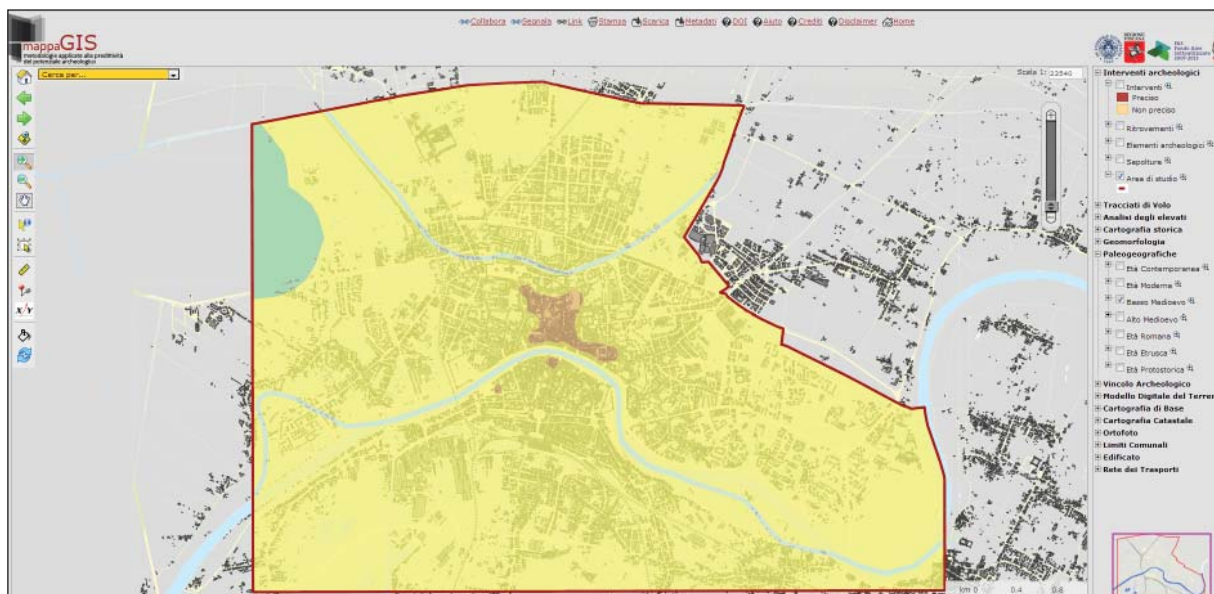 Collabora Segnala Link Stampa Scarica Metadati DOI Aiuto Crediti Disclaimer Home
mappaGIS
metodologie applicate alla predittività
del potenziale archeologico
REGIONE
TOSCANA
Cerca per...
Scala 1: 23540
Interventi archeologici
Interventi
Preciso
Non preciso
Ritrovamenti
Elementi archeologici
Sepolture
Area di studio
Tracciati di Volo
Analisi degli elevati
Cartografia storica
Geomorfologia
Paleogeografiche
Età Contemporanea
Età Moderna
Basso Medioevo
Alto Medioevo
Età Romana
Età Etrusca
Età Protostorica
Vincolo Archeologico
Modello Digitale del Terre
Cartografia di Base
Cartografia Catastale
Ortofoto
Limiti Comunali
Edificato
Rete dei Trasporti
X/Y
km 0 0.4 0.8